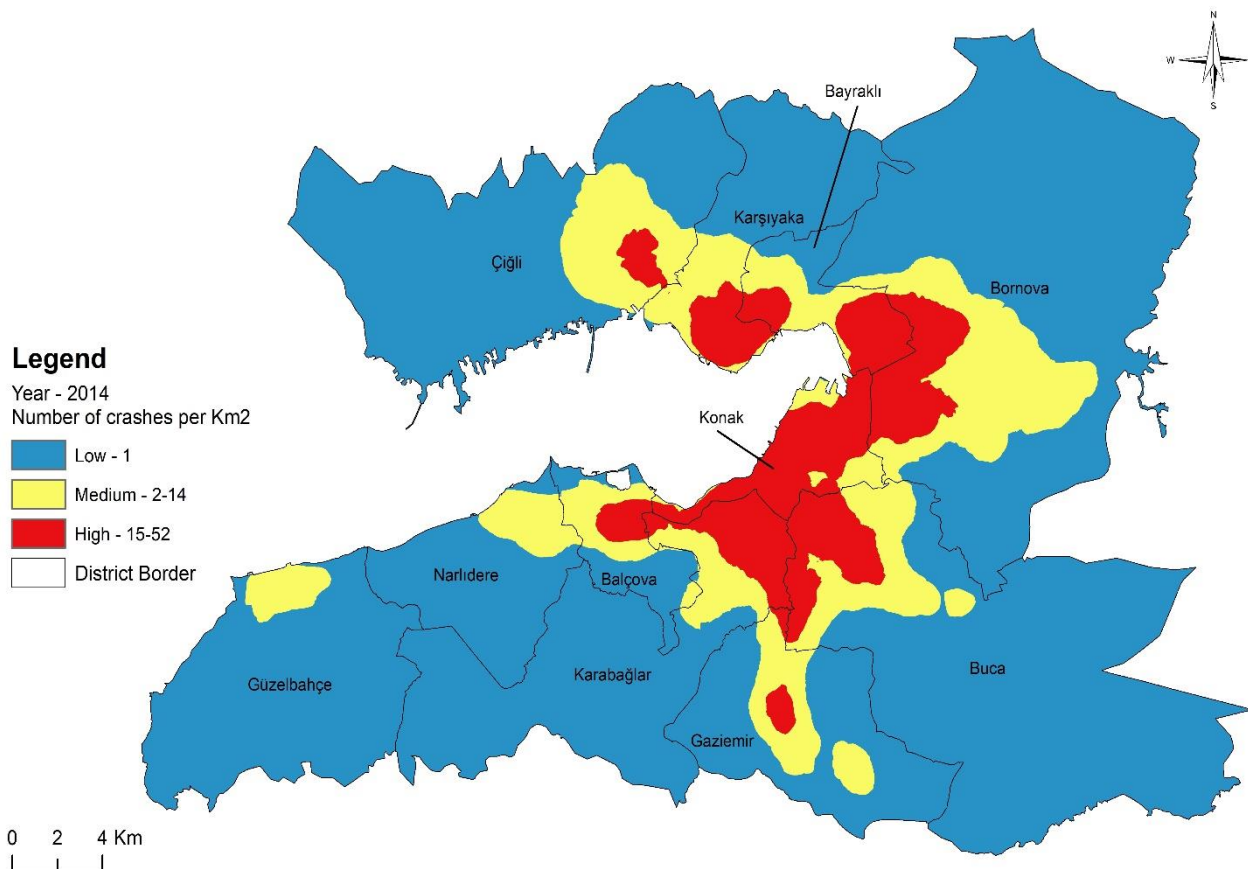 N
W
E
S
Bayraklı
Karşıyaka
Çiğli
Bornova
Legend
Year - 2014
Number of crashes per Km2
Low - 1
Medium - 2-14
High - 15-52
District Border
Konak
Narlıdere
Balçova
Güzelbahçe
Karabağlar
Buca
Gaziemir
0 2 4 Km